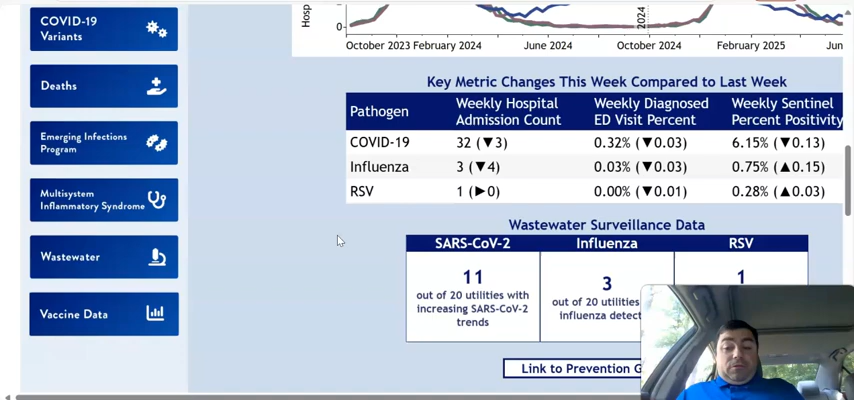 COVID-19
Variants
Deaths
Emerging Infections
Program
Multisystem
Inflammatory Syndrome
Wastewater
Vaccine Data
Hosp
0
2024
October 2023 February 2024 June 2024 October 2024 February 2025 Jun
Key Metric Changes This Week Compared to Last Week
Pathogen Weekly Hospital Admission Count Weekly Diagnosed ED Visit Percent Weekly Sentinel Percent Positivity
COVID-19 32 (▼3) 0.32% (▼0.03) 6.15% (▼0.13)
Influenza 3 (▼4) 0.03% (▼0.03) 0.75% (▲0.15)
RSV 1 (▶0) 0.00% (▼0.01) 0.28% (▲0.03)
Wastewater Surveillance Data
SARS-CoV-2 Influenza RSV
11 3 1
out of 20 utilities with
increasing SARS-CoV-2
trends
out of 20 utilities
influenza detect
Link to Prevention G